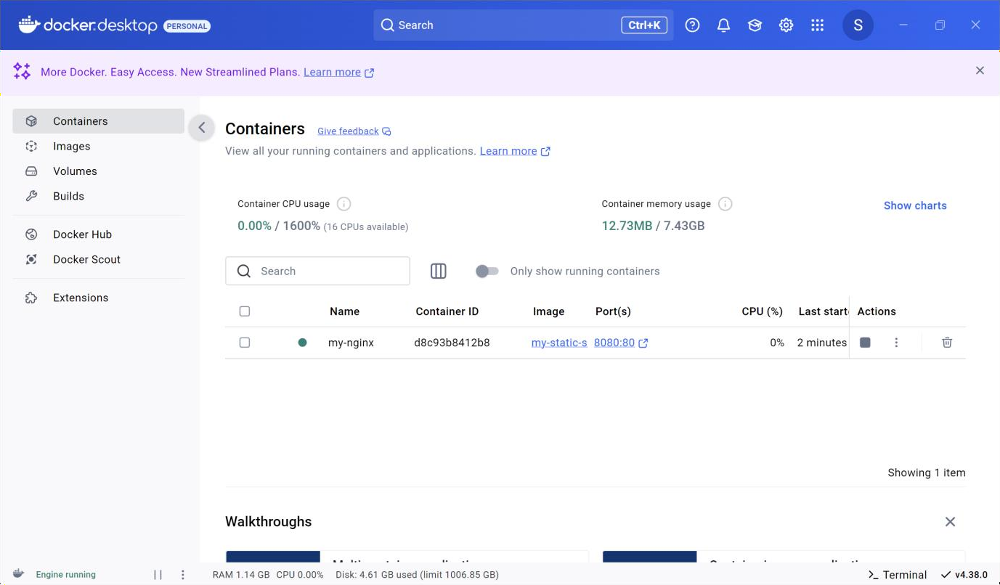 docker.desktop PERSONAL Search Ctrl+K S
More Docker. Easy Access. New Streamlined Plans. Learn more
Containers
Images
Volumes
Builds
Docker Hub
Docker Scout
Extensions
Containers Give feedback
View all your running containers and applications. Learn more
Container CPU usage
0.00% / 1600% (16 CPUs available)
Container memory usage
12.73MB / 7.43GB
Show charts
Search
Only show running containers
Name Container ID Image Port(s) CPU (%) Last start Actions
my-nginx d8c93b8412b8 my-static-s 8080:80 0% 2 minutes
Showing 1 item
Walkthroughs
Engine running RAM 1.14 GB CPU 0.00% Disk: 4.61 GB used (limit 1006.85 GB) Terminal v4.38.0